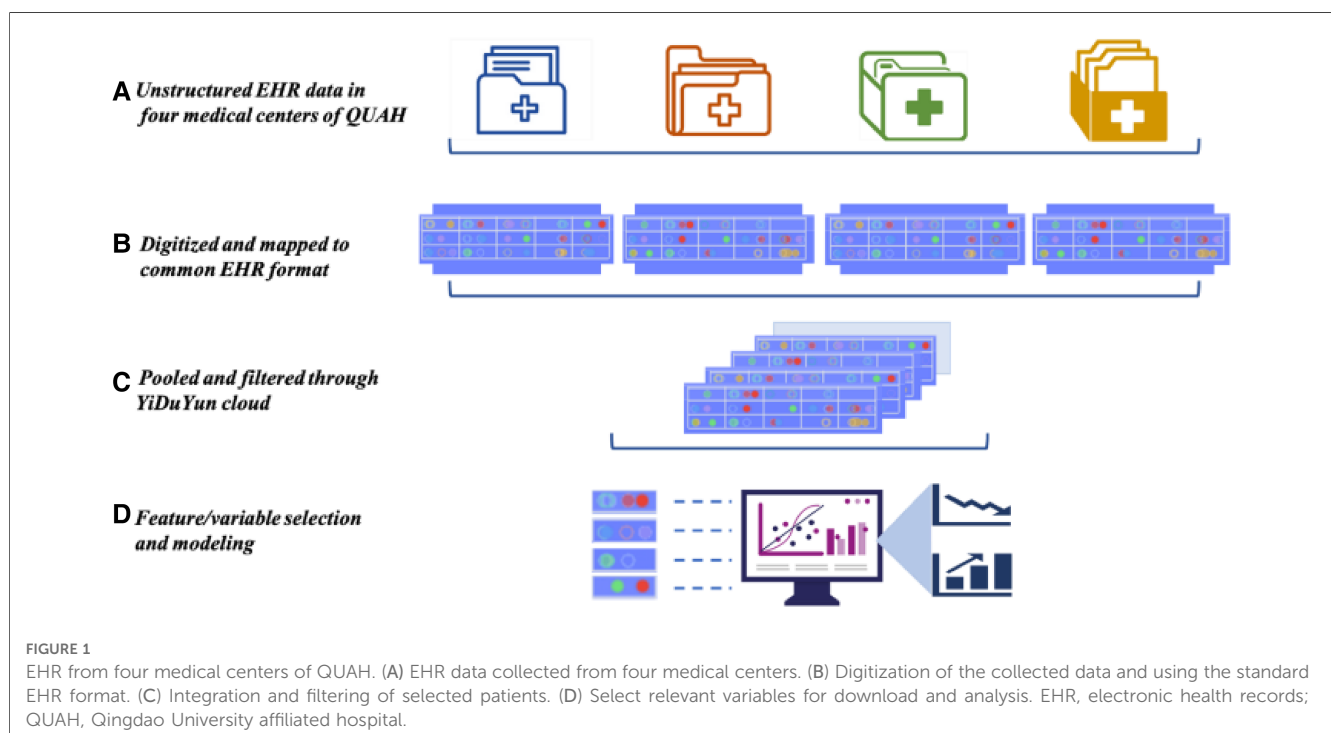 A Unstructured EHR data in
four medical centers of QUAH
B Digitized and mapped to
common EHR format
C Pooled and filtered through
YiDuYun cloud
D Feature/variable selection
and modeling
FIGURE 1
EHR from four medical centers of QUAH. (A) EHR data collected from four medical centers. (B) Digitization of the collected data and using the standard
EHR format. (C) Integration and filtering of selected patients. (D) Select relevant variables for download and analysis. EHR, electronic health records;
QUAH, Qingdao University affiliated hospital.